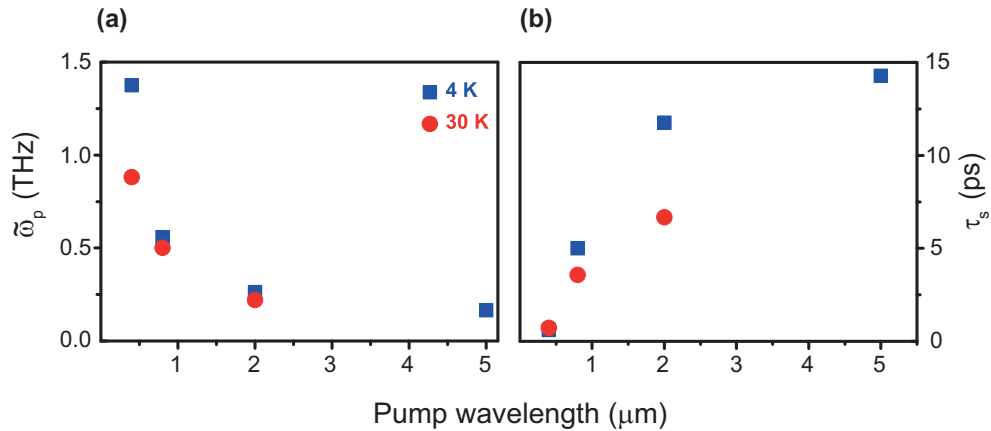 (a)
(b)
1.5
1.0
0.5
0.0
ω̃p (THz)
4 K
30 K
1 2 3 4 5
15
10
5
0
τs (ps)
1 2 3 4 5
Pump wavelength (μm)